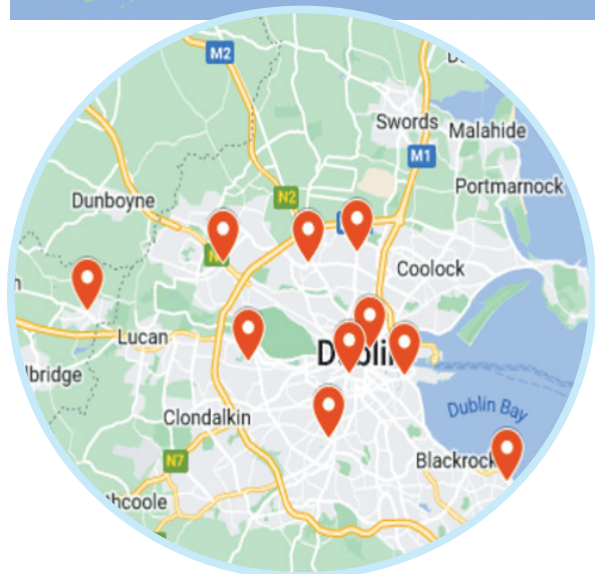 M2
Swords
Malahide
M1
Portmarnock
Dunboyne
N2
Coolock
Lucan
Dublin
Clondalkin
Dublin Bay
Blackrock
N7